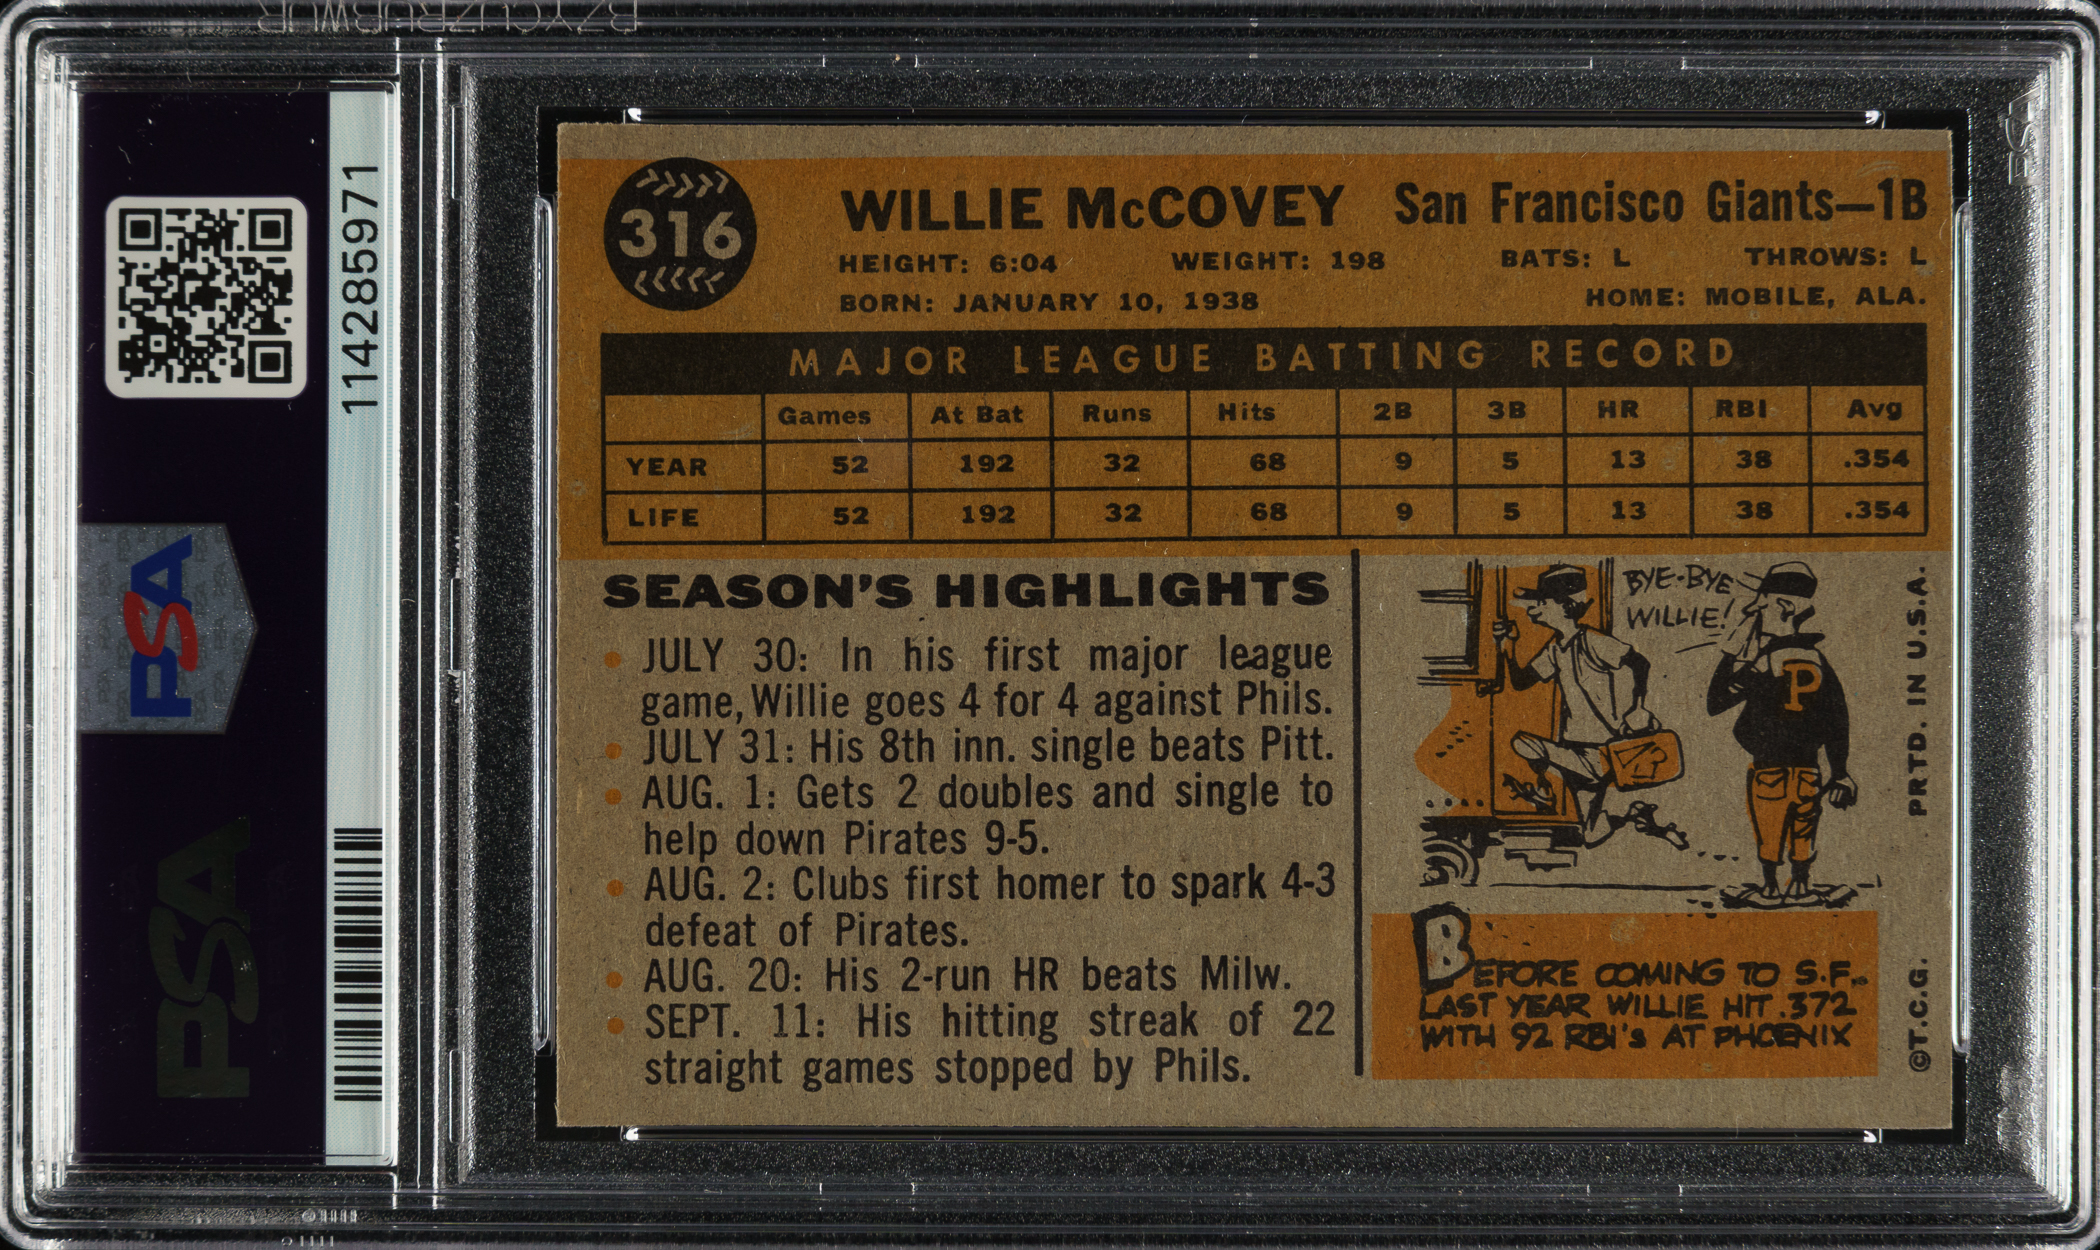 114285971
PSA
PSA
316
WILLIE McCOVEY San Francisco Giants—1B
HEIGHT: 6:04 WEIGHT: 198 BATS: L THROWS: L
BORN: JANUARY 10, 1938 HOME: MOBILE, ALA.
MAJOR LEAGUE BATTING RECORD
Games At Bat Runs Hits 2B 3B HR RBI Avg
YEAR 52 192 32 68 9 5 13 38 .354
LIFE 52 192 32 68 9 5 13 38 .354
SEASON'S HIGHLIGHTS
JULY 30: In his first major league
game, Willie goes 4 for 4 against Phils.
JULY 31: His 8th inn. single beats Pitt.
AUG. 1: Gets 2 doubles and single to
help down Pirates 9-5.
AUG. 2: Clubs first homer to spark 4-3
defeat of Pirates.
AUG. 20: His 2-run HR beats Milw.
SEPT. 11: His hitting streak of 22
straight games stopped by Phils.
BYE-BYE
WILLIE!
P
BEFORE COMING TO S.F.
LAST YEAR WILLIE HIT .372
WITH 92 RBI'S AT PHOENIX
©T.C.G. PRTD. IN U.S.A.